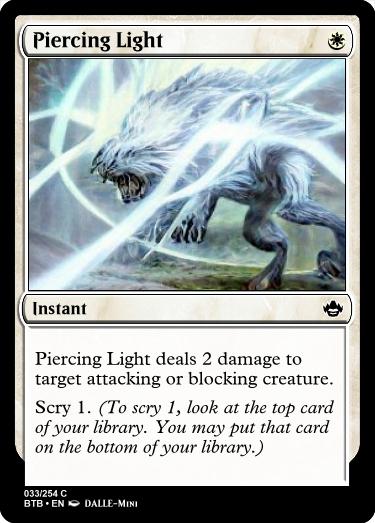 Piercing Light
Instant
Piercing Light deals 2 damage to
target attacking or blocking creature.
Scry 1. (To scry 1, look at the top card
of your library. You may put that card
on the bottom of your library.)
033/254 C
BTB • EN DALLE-Mini